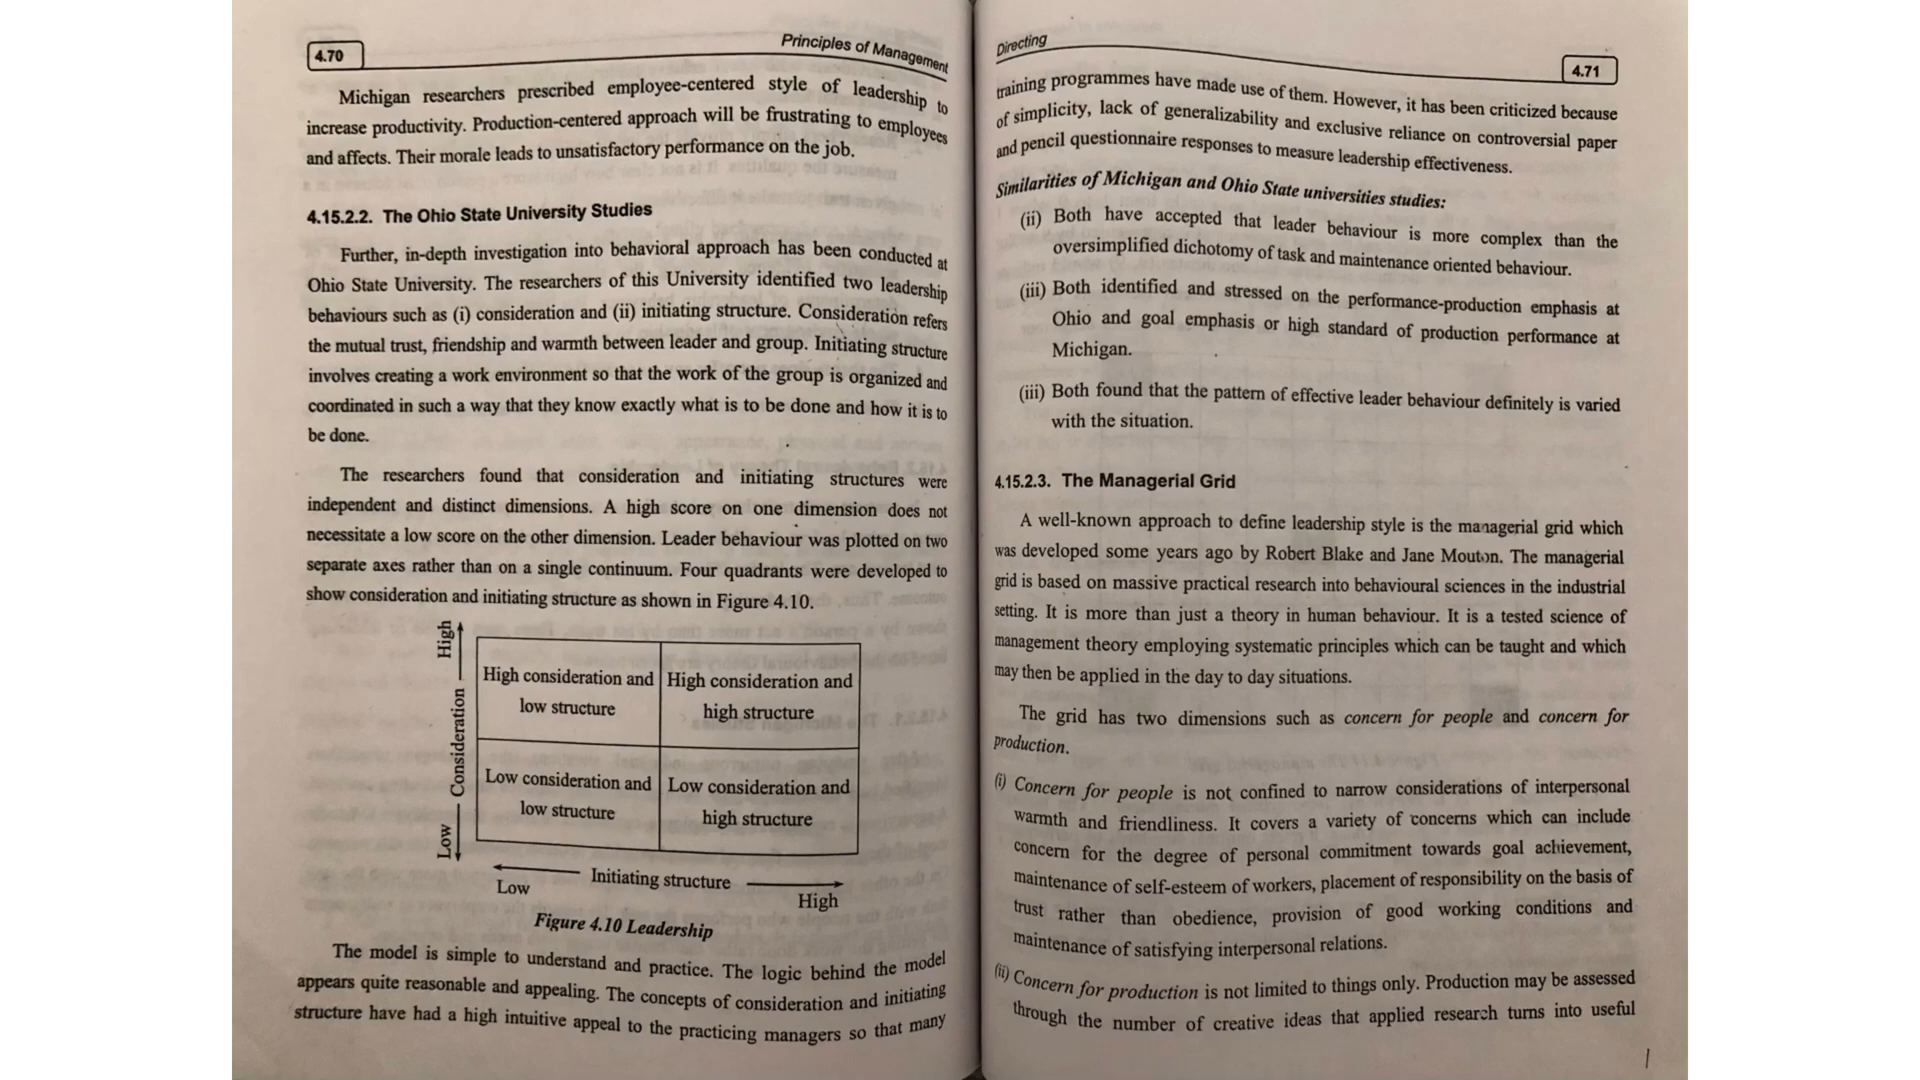 4.70
Principles of Management
Michigan researchers prescribed employee-centered style of leadership to
increase productivity. Production-centered approach will be frustrating to employees
and affects. Their morale leads to unsatisfactory performance on the job.
4.15.2.2. The Ohio State University Studies
Further, in-depth investigation into behavioral approach has been conducted at
Ohio State University. The researchers of this University identified two leadership
behaviours such as (i) consideration and (ii) initiating structure. Consideration refers
the mutual trust, friendship and warmth between leader and group. Initiating structure
involves creating a work environment so that the work of the group is organized and
coordinated in such a way that they know exactly what is to be done and how it is to
be done.
The researchers found that consideration and initiating structures were
independent and distinct dimensions. A high score on one dimension does not
necessitate a low score on the other dimension. Leader behaviour was plotted on two
separate axes rather than on a single continuum. Four quadrants were developed to
show consideration and initiating structure as shown in Figure 4.10.
High
Consideration
Low
High consideration and
low structure
High consideration and
high structure
Low consideration and
low structure
Low consideration and
high structure
Low
Initiating structure
High
Figure 4.10 Leadership
The model is simple to understand and practice. The logic behind the model
appears quite reasonable and appealing. The concepts of consideration and initiating
structure have had a high intuitive appeal to the practicing managers so that many
Directing
4.71
training programmes have made use of them. However, it has been criticized because
of simplicity, lack of generalizability and exclusive reliance on controversial paper
and pencil questionnaire responses to measure leadership effectiveness.
Similarities of Michigan and Ohio State universities studies:
(ii) Both have accepted that leader behaviour is more complex than the
oversimplified dichotomy of task and maintenance oriented behaviour.
(iii) Both identified and stressed on the performance-production emphasis at
Ohio and goal emphasis or high standard of production performance at
Michigan.
(iii) Both found that the pattern of effective leader behaviour definitely is varied
with the situation.
4.15.2.3. The Managerial Grid
A well-known approach to define leadership style is the managerial grid which
was developed some years ago by Robert Blake and Jane Mouton. The managerial
grid is based on massive practical research into behavioural sciences in the industrial
setting. It is more than just a theory in human behaviour. It is a tested science of
management theory employing systematic principles which can be taught and which
may then be applied in the day to day situations.
The grid has two dimensions such as concern for people and concern for
production.
(i) Concern for people is not confined to narrow considerations of interpersonal
warmth and friendliness. It covers a variety of concerns which can include
concern for the degree of personal commitment towards goal achievement,
maintenance of self-esteem of workers, placement of responsibility on the basis of
trust rather than obedience, provision of good working conditions and
maintenance of satisfying interpersonal relations.
(ii) Concern for production is not limited to things only. Production may be assessed
through the number of creative ideas that applied research turns into useful